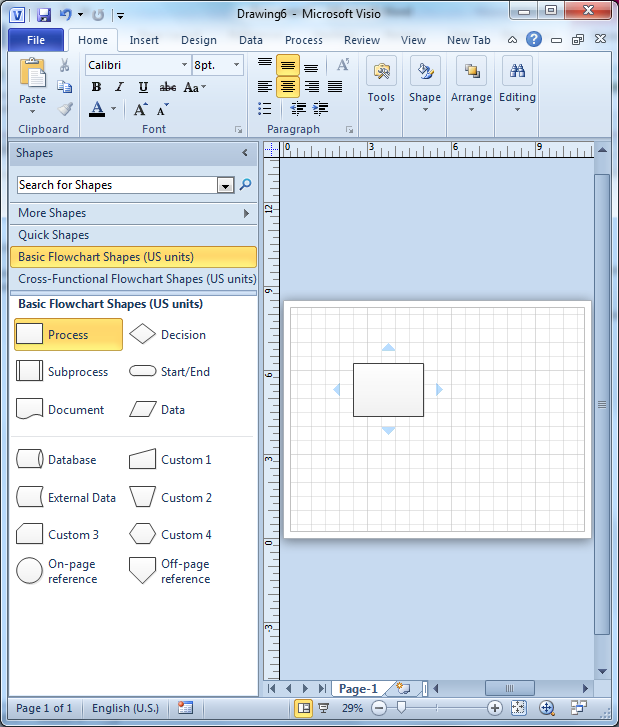 Drawing6 - Microsoft Visio
File Home Insert Design Data Process Review View New Tab
Calibri 8pt.
Paste B I U abc Aa A A A A Tools Shape Arrange Editing
Clipboard Font Paragraph
Shapes
Search for Shapes
More Shapes
Quick Shapes
Basic Flowchart Shapes (US units)
Cross-Functional Flowchart Shapes (US units)
Basic Flowchart Shapes (US units)
Process Decision
Subprocess Start/End
Document Data
Database Custom 1
External Data Custom 2
Custom 3 Custom 4
On-page reference
Off-page reference
0 3 6 9
12
9
6
3
0
-3
Page-1
Page 1 of 1 English (U.S.) 29%